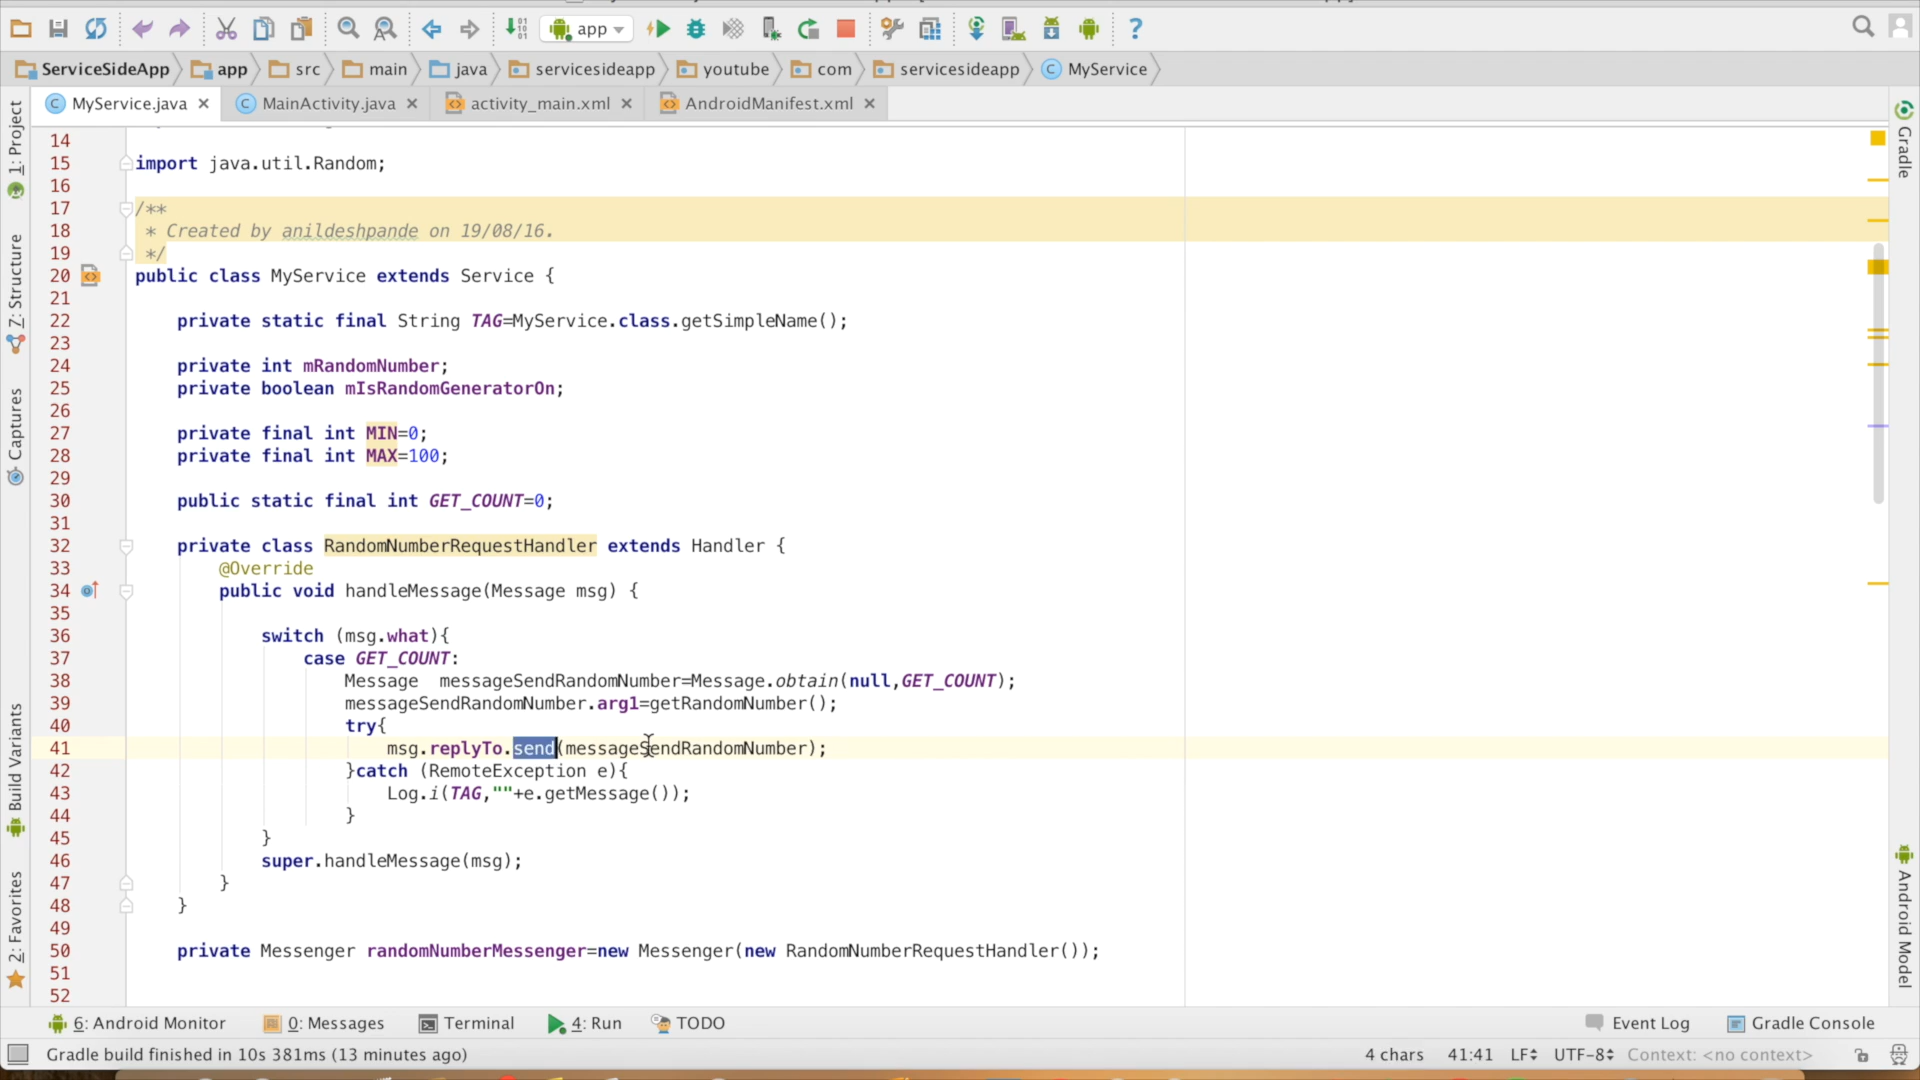 app
ServiceSideApp app src main java servicesideapp youtube com servicesideapp MyService
MyService.java MainActivity.java activity_main.xml AndroidManifest.xml
1: Project
Z: Structure
Captures
Build Variants
2: Favorites
14
15 import java.util.Random;
16
17 /**
18 * Created by anildeshpande on 19/08/16.
19 */
20 public class MyService extends Service {
21
22 private static final String TAG=MyService.class.getSimpleName();
23
24 private int mRandomNumber;
25 private boolean mIsRandomGeneratorOn;
26
27 private final int MIN=0;
28 private final int MAX=100;
29
30 public static final int GET_COUNT=0;
31
32 private class RandomNumberRequestHandler extends Handler {
33 @Override
34 public void handleMessage(Message msg) {
35
36 switch (msg.what){
37 case GET_COUNT:
38 Message  messageSendRandomNumber=Message.obtain(null,GET_COUNT);
39 messageSendRandomNumber.arg1=getRandomNumber();
40 try{
41 msg.replyTo.send(messageSendRandomNumber);
42 }catch (RemoteException e){
43 Log.i(TAG,""+e.getMessage());
44 }
45 }
46 super.handleMessage(msg);
47 }
48 }
49
50 private Messenger randomNumberMessenger=new Messenger(new RandomNumberRequestHandler());
51
52
Gradle
Android Model
6: Android Monitor 0: Messages Terminal 4: Run TODO Event Log Gradle Console
Gradle build finished in 10s 381ms (13 minutes ago) 4 chars 41:41 LF UTF-8 Context: <no context>